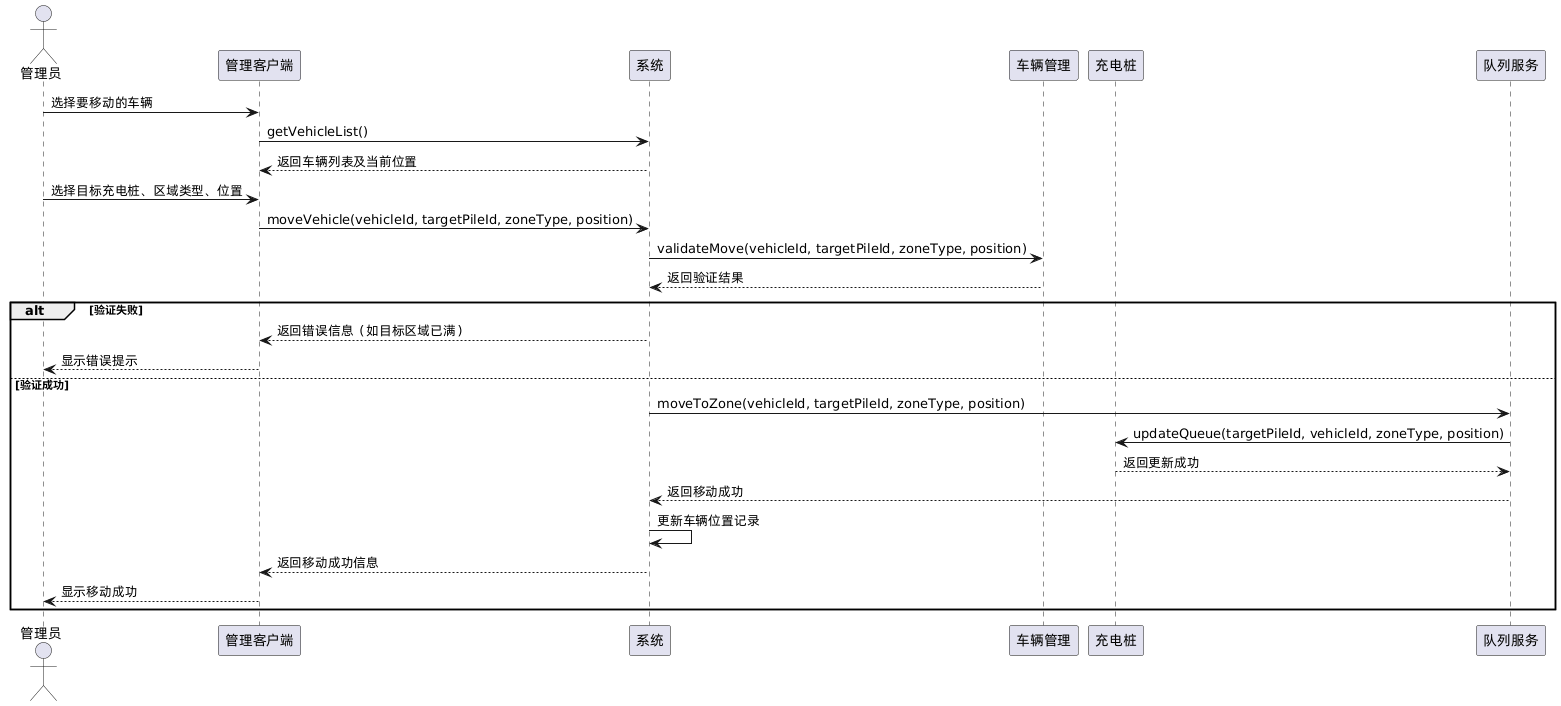 管理员
管理客户端
系统
车辆管理
充电桩
队列服务
选择要移动的车辆
getVehicleList()
返回车辆列表及当前位置
选择目标充电桩、区域类型、位置
moveVehicle(vehicleId, targetPileId, zoneType, position)
validateMove(vehicleId, targetPileId, zoneType, position)
返回验证结果
alt [验证失败]
返回错误信息（如目标区域已满）
显示错误提示
[验证成功]
moveToZone(vehicleId, targetPileId, zoneType, position)
updateQueue(targetPileId, vehicleId, zoneType, position)
返回更新成功
返回移动成功
更新车辆位置记录
返回移动成功信息
显示移动成功
管理员
管理客户端
系统
车辆管理
充电桩
队列服务